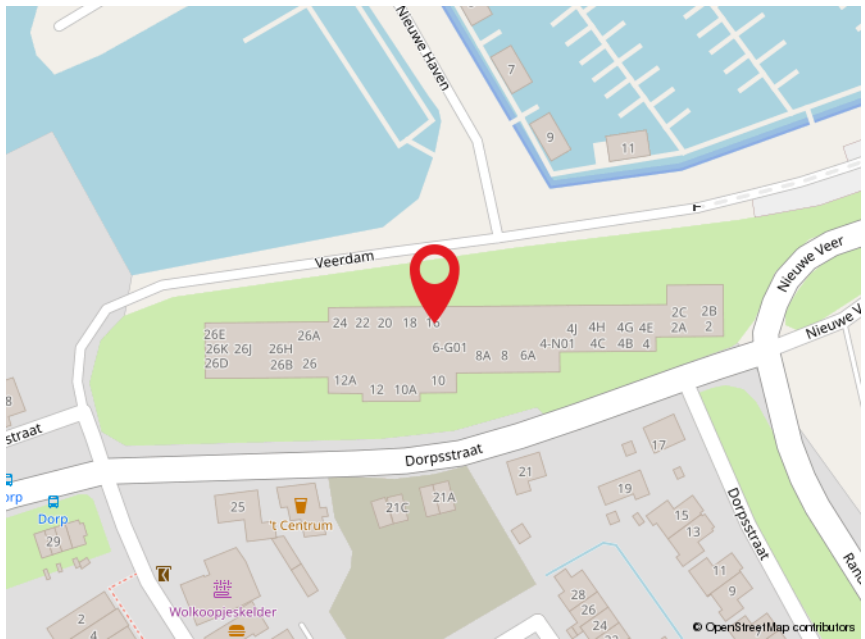 Nieuwe Haven
7
9
11
Veerdam
Nieuwe Veer
2C 2B
2A 2
24 22 20 18 16
26E
26A
26K 26J 26H
26D 26B 26
4J 4H 4G 4E
4-N01 4C 4B 4
6-G01
8A 8 6A
12A
12 10A 10
Nieuwe V
8
straat
Dorpsstraat
17
orp
Dorp
25
't Centrum
21C
21A
21
19
Dorpsstraat
15
13
29
11
9
Rand
Wolkoopjeskelder
2
4
28
26
24
© OpenStreetMap contributors